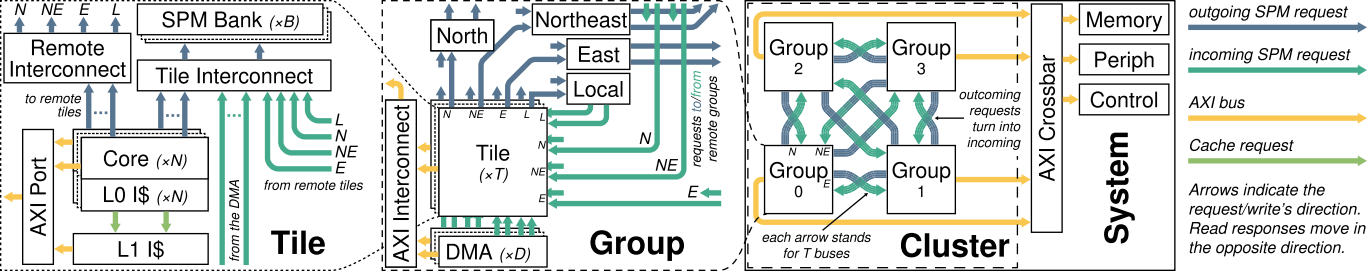 N NE E L
SPM Bank (×B)
Remote
Interconnect
Tile Interconnect
to remote
tiles
Core (×N)
L0 I$ (×N)
AXI Port
L1 I$
from the DMA
L
N
NE
E
from remote tiles
Tile
North
Northeast
East
Local
AXI Interconnect
N NE E L
L
N
NE
E
Tile
(×T)
N
NE
E
requests to/from
remote groups
DMA (×D)
Group
Group
2
Group
3
Group
0
Group
1
N NE
E
outcoming
requests
turn into
incoming
each arrow stands
for T buses
Cluster
AXI Crossbar
Memory
Periph
Control
System
outgoing SPM request
incoming SPM request
AXI bus
Cache request
Arrows indicate the
request/write's direction.
Read responses move in
the opposite direction.